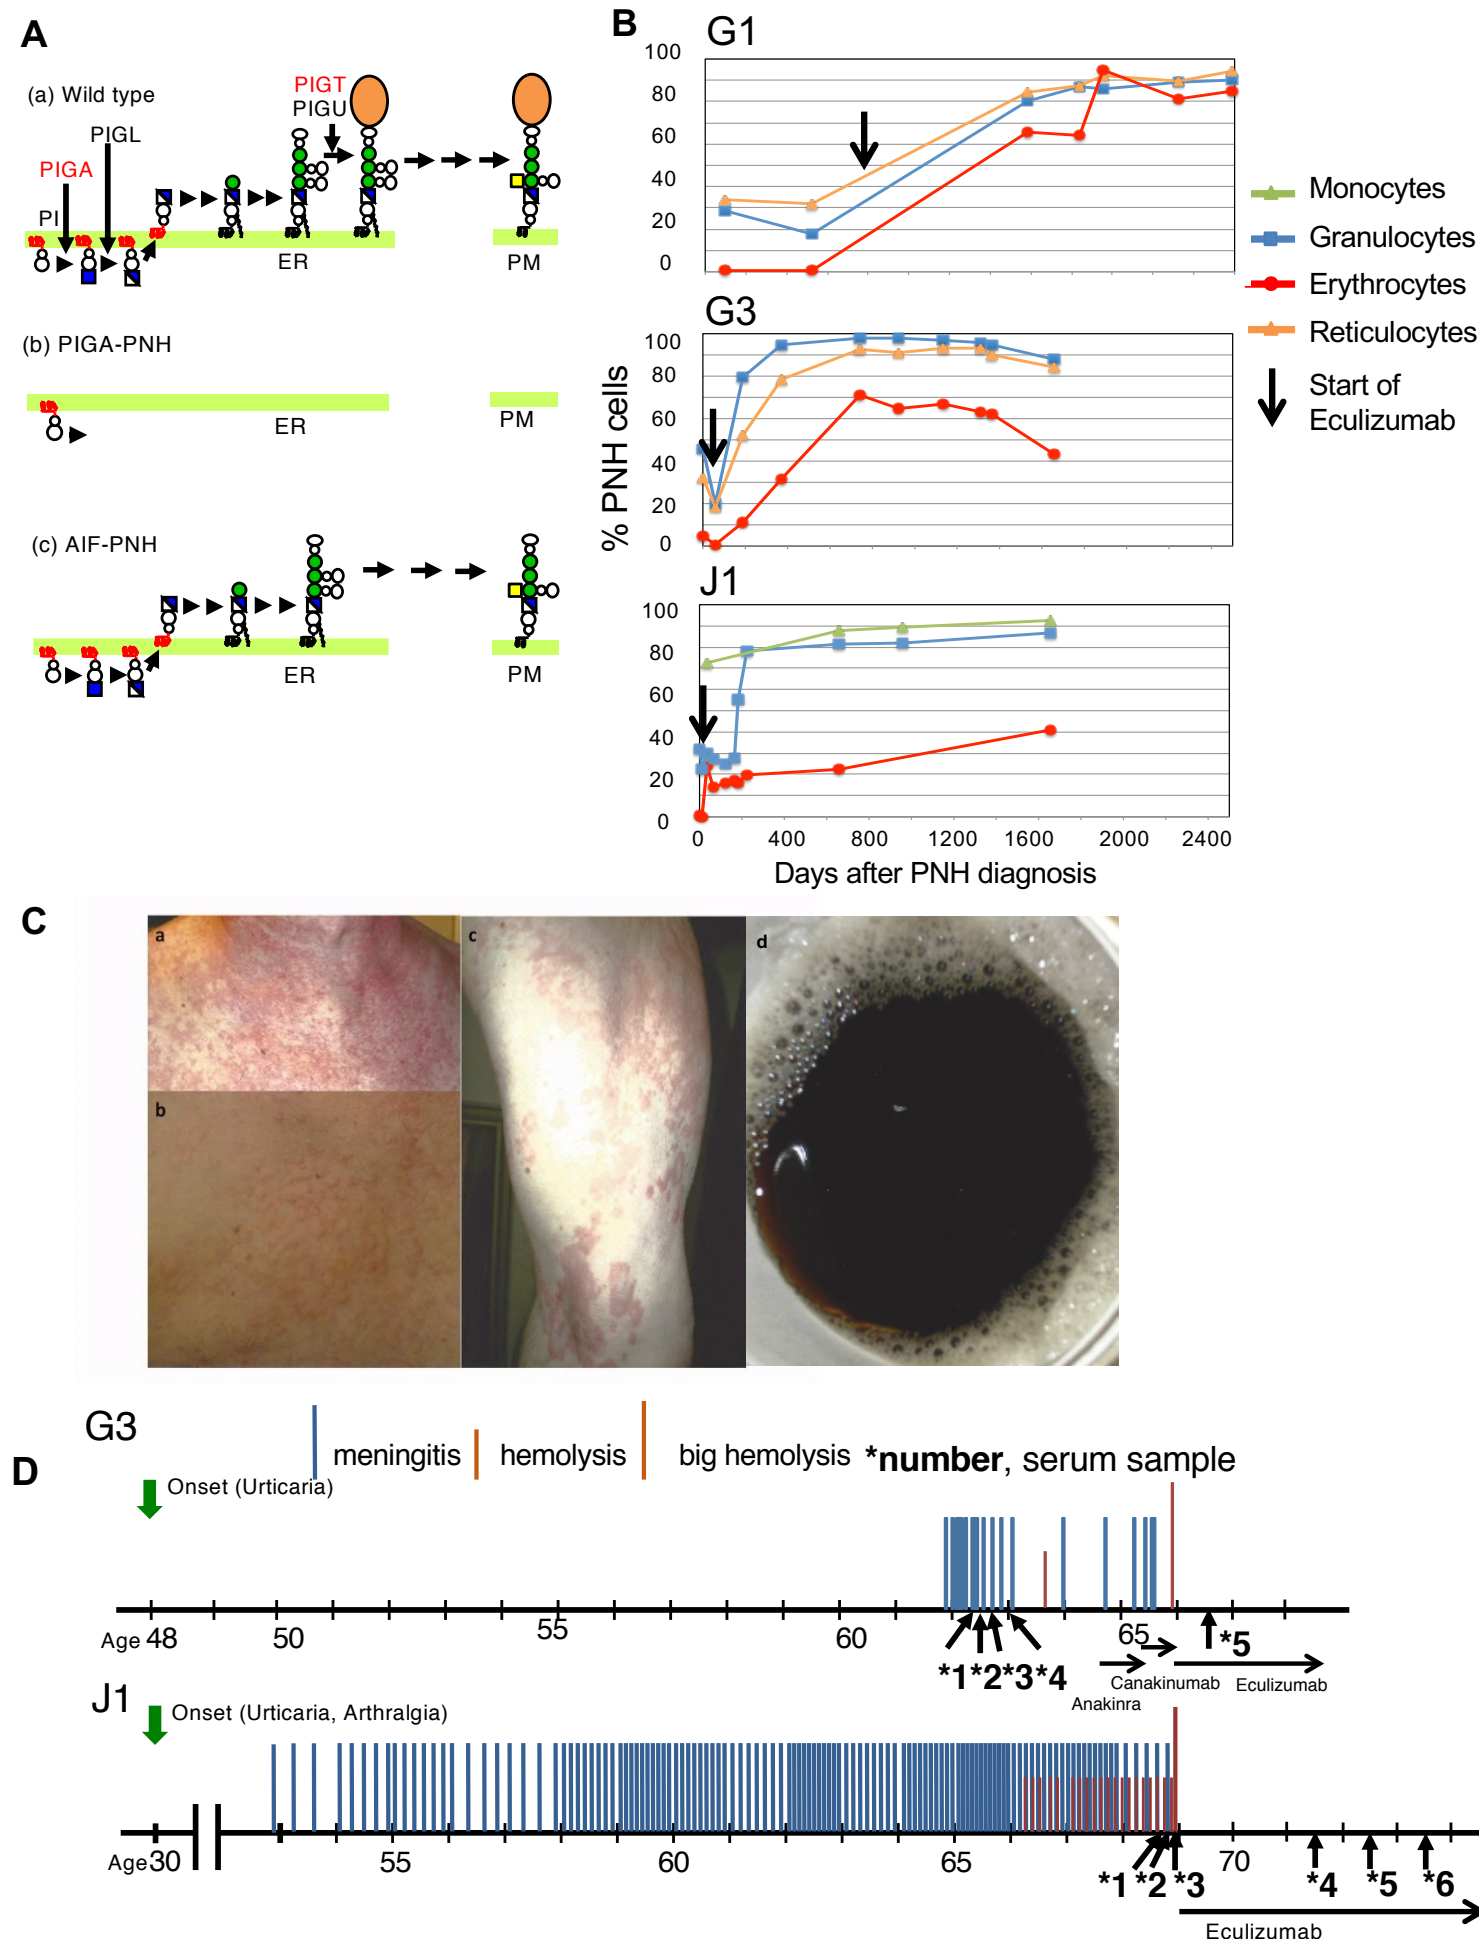 A
(a) Wild type
PIGT
PIGU
PIGL
PIGA
PI
ER
PM
(b) PIGA-PNH
ER
PM
(c) AIF-PNH
ER
PM
B
G1
100
80
60
40
20
0
G3
100
80
60
40
20
0
J1
100
80
60
40
20
0
0 400 800 1200 1600 2000 2400
Days after PNH diagnosis
% PNH cells
Monocytes
Granulocytes
Erythrocytes
Reticulocytes
Start of
Eculizumab
C
a
b
c
d
D
G3
meningitis hemolysis big hemolysis *number, serum sample
Onset (Urticaria)
Age 48 50 55 60 65
*1 *2 *3 *4 *5
Canakinumab Eculizumab
Anakinra
J1
Onset (Urticaria, Arthralgia)
Age 30 55 60 65 70
*1 *2 *3 *4 *5 *6
Eculizumab